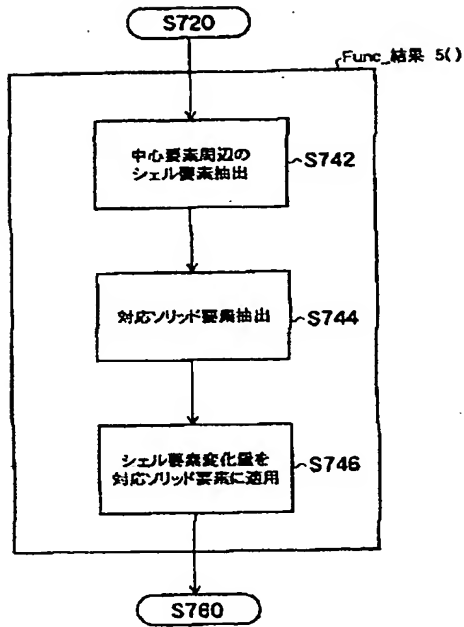 S720
Func_結果 5()
中心要素周辺の
シェル要素抽出
S742
対応ソリッド要素抽出
S744
シェル要素変化量を
対応ソリッド要素に適用
S746
S760